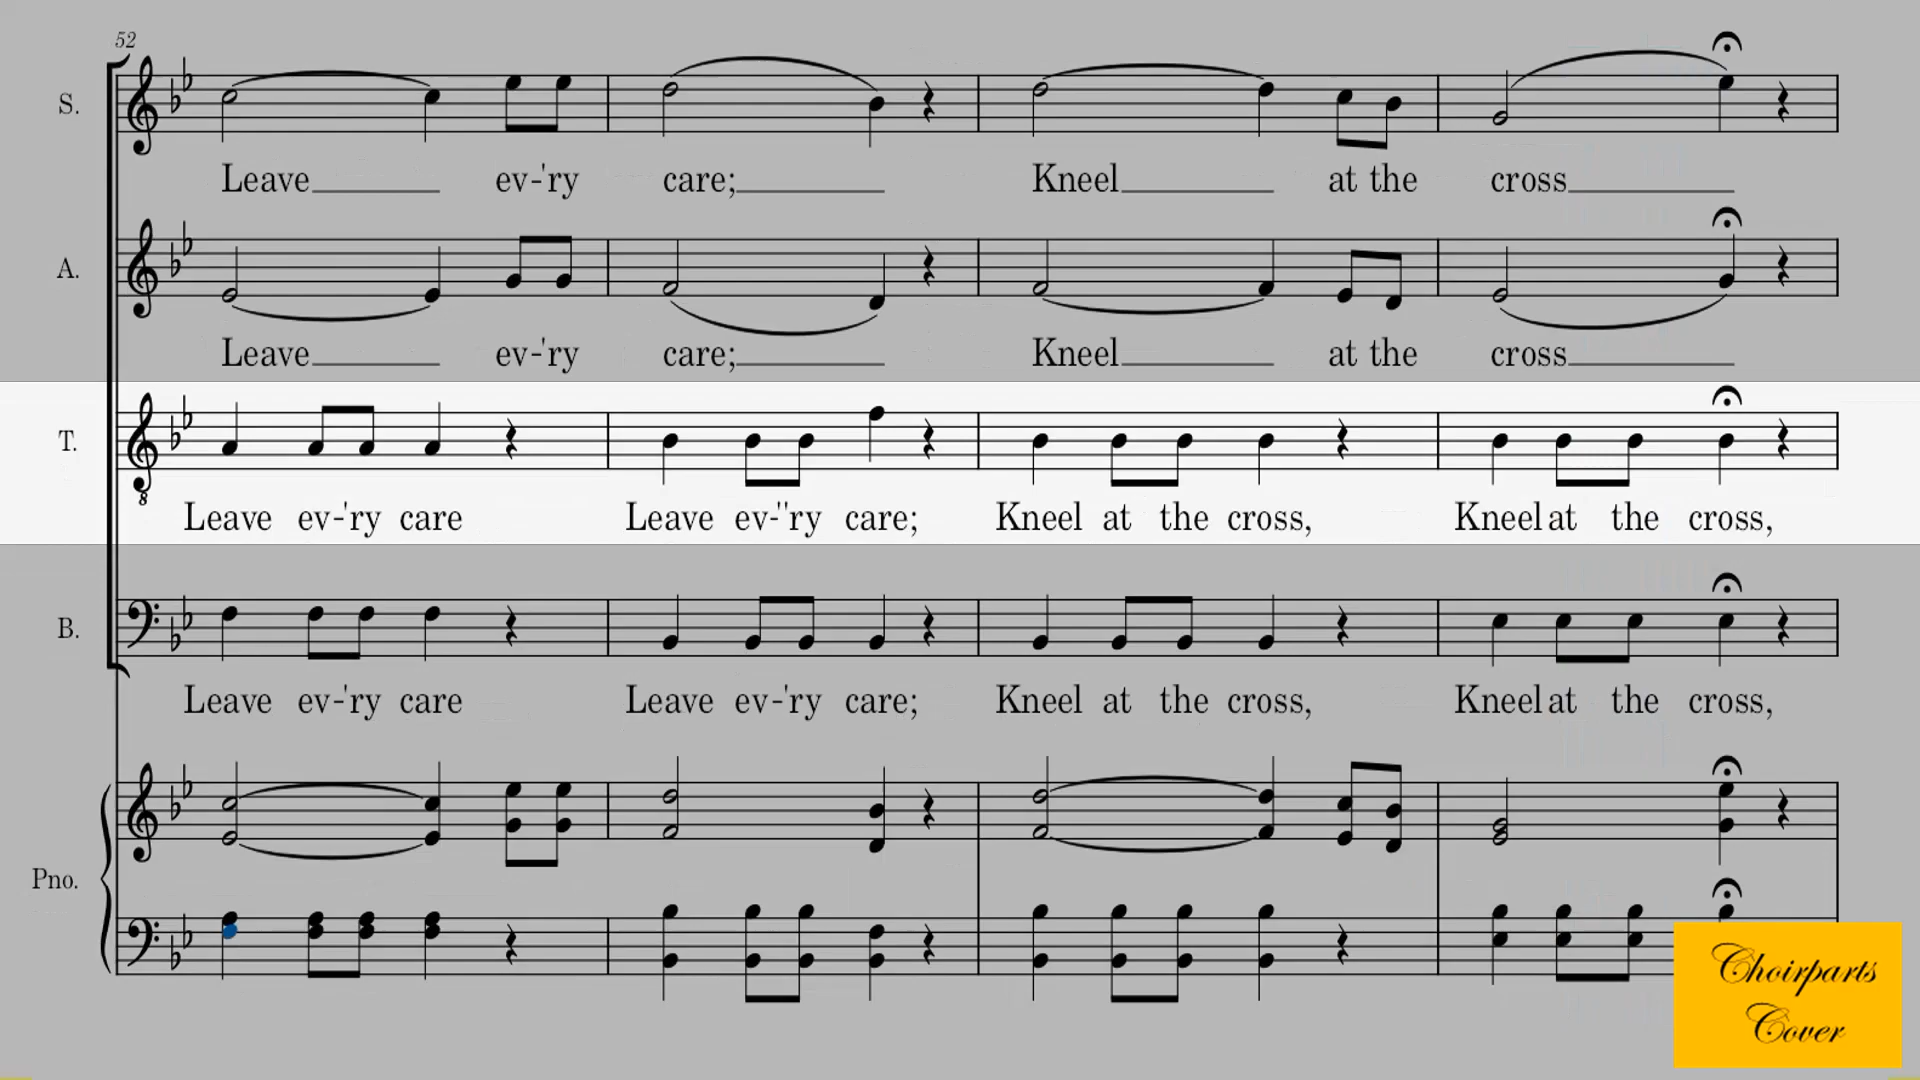 52
S.
Leave ev-'ry care; Kneel at the cross
A.
Leave ev-'ry care; Kneel at the cross
T.
8
Leave ev-'ry care Leave ev-''ry care; Kneel at the cross, Kneel at the cross,
B.
Leave ev-'ry care Leave ev-'ry care; Kneel at the cross, Kneel at the cross,
Pno.
Choirparts
Cover